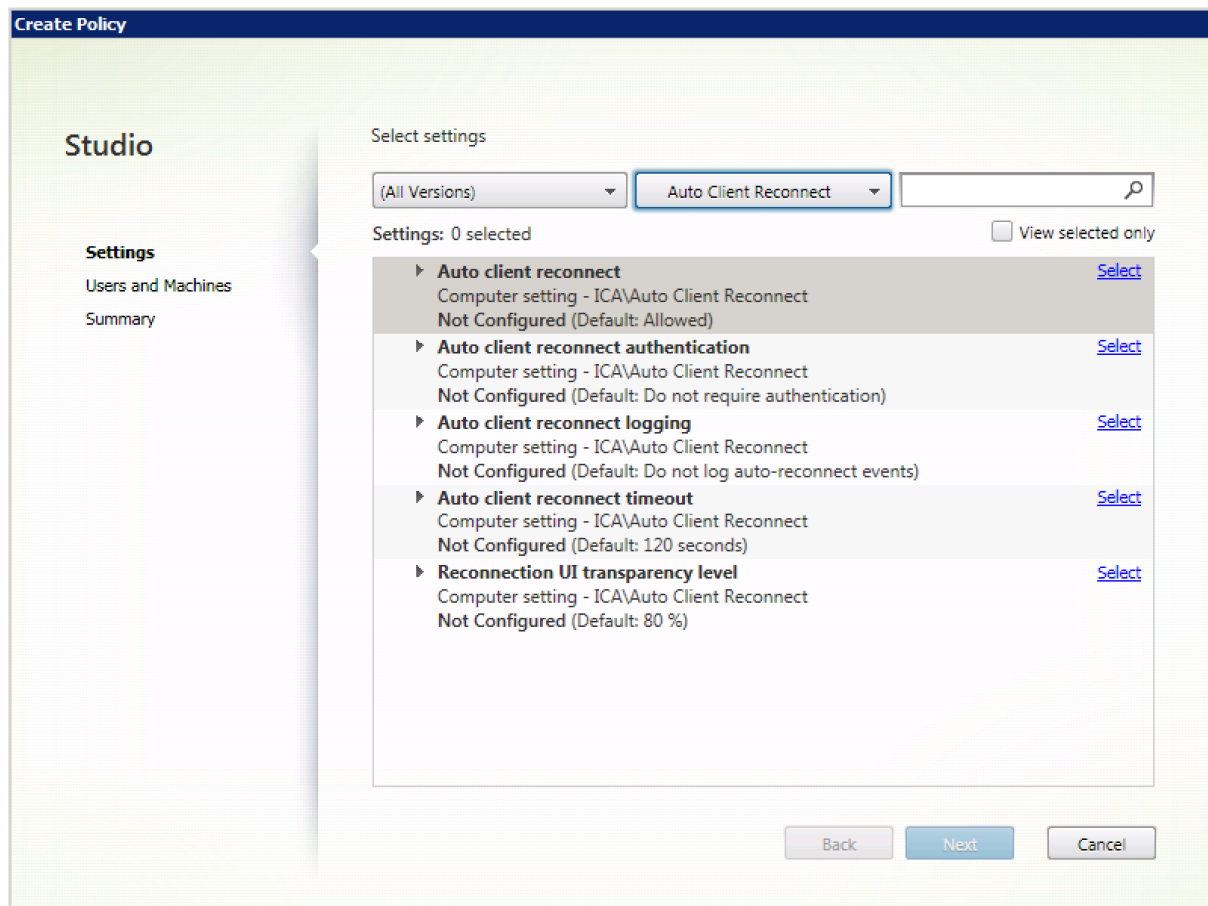 Create Policy
Studio
Settings
Users and Machines
Summary
Select settings
(All Versions)
Auto Client Reconnect
Settings: 0 selected
View selected only
Auto client reconnect
Select
Computer setting - ICA\Auto Client Reconnect
Not Configured (Default: Allowed)
Auto client reconnect authentication
Select
Computer setting - ICA\Auto Client Reconnect
Not Configured (Default: Do not require authentication)
Auto client reconnect logging
Select
Computer setting - ICA\Auto Client Reconnect
Not Configured (Default: Do not log auto-reconnect events)
Auto client reconnect timeout
Select
Computer setting - ICA\Auto Client Reconnect
Not Configured (Default: 120 seconds)
Reconnection UI transparency level
Select
Computer setting - ICA\Auto Client Reconnect
Not Configured (Default: 80 %)
Back
Next
Cancel